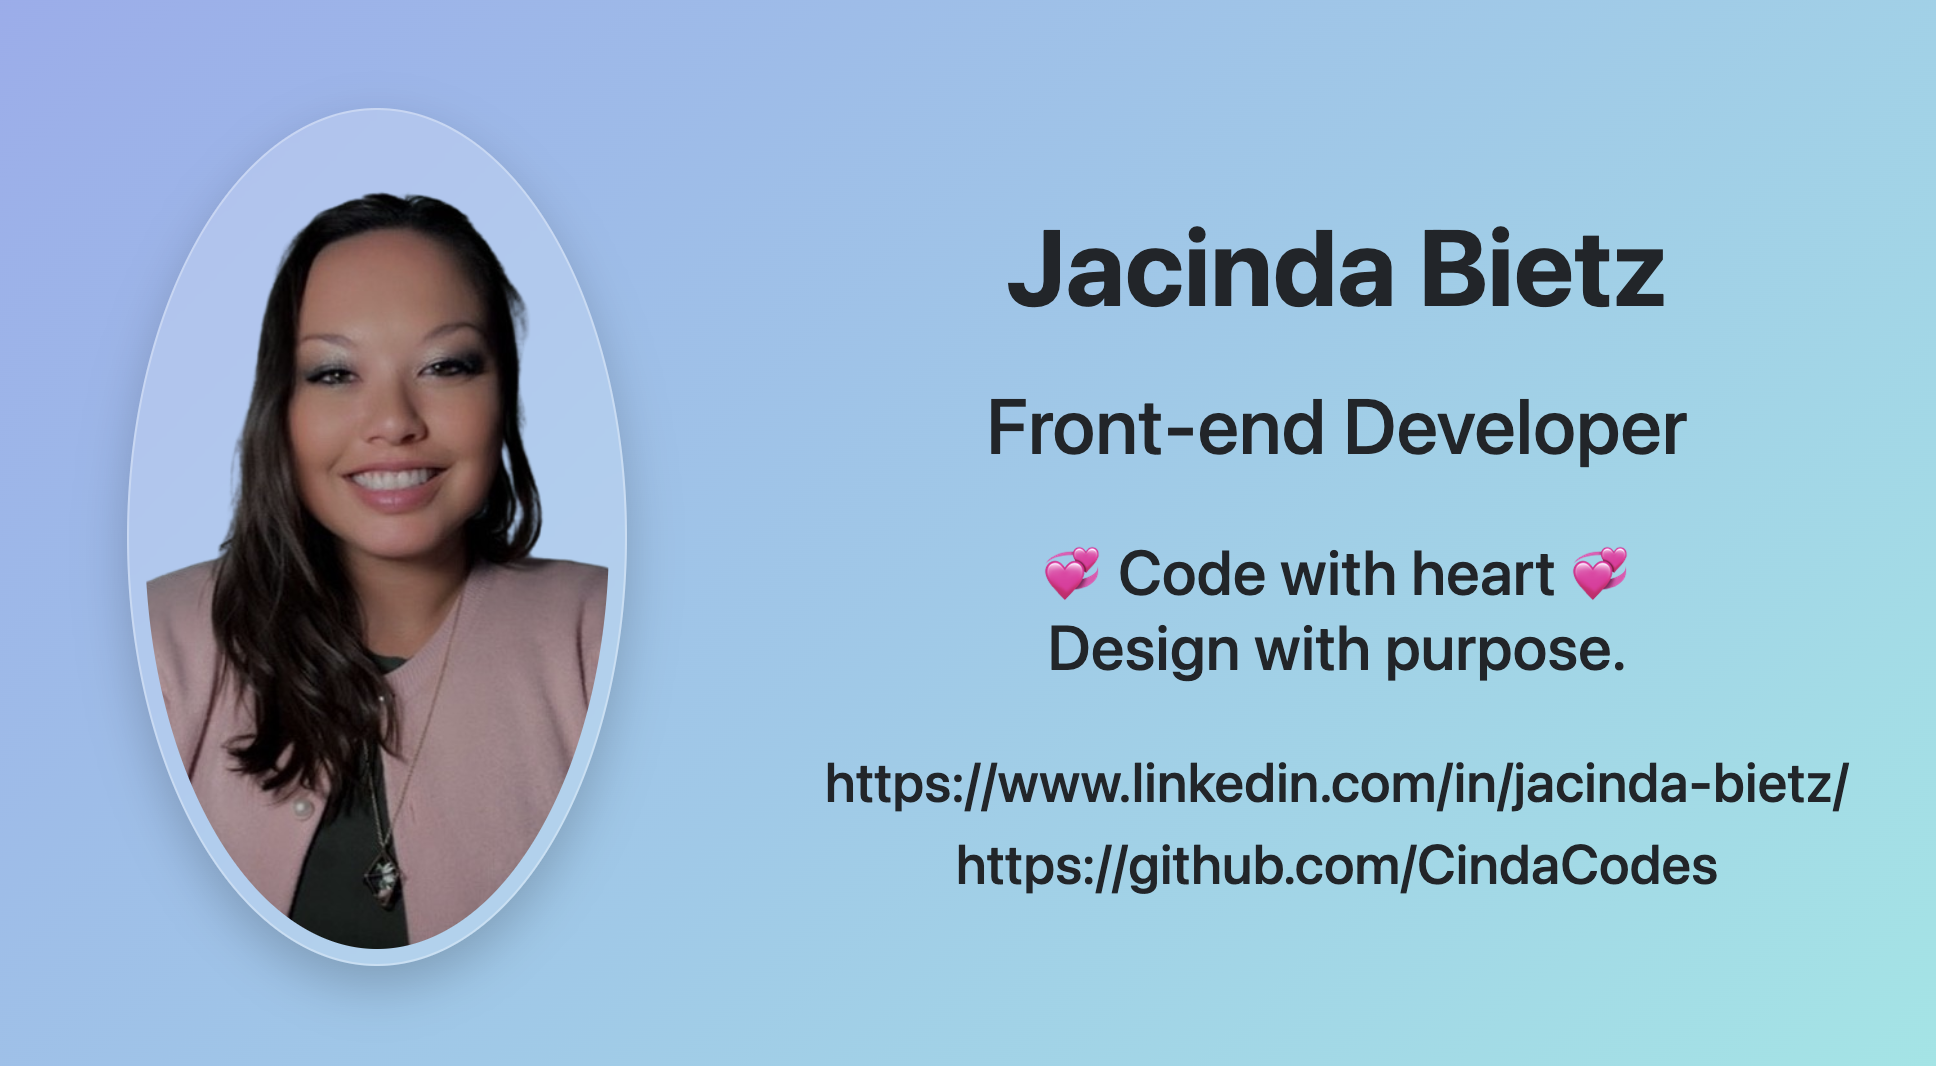 Jacinda Bietz
Front-end Developer
💞 Code with heart 💞
Design with purpose.
https://www.linkedin.com/in/jacinda-bietz/
https://github.com/CindaCodes